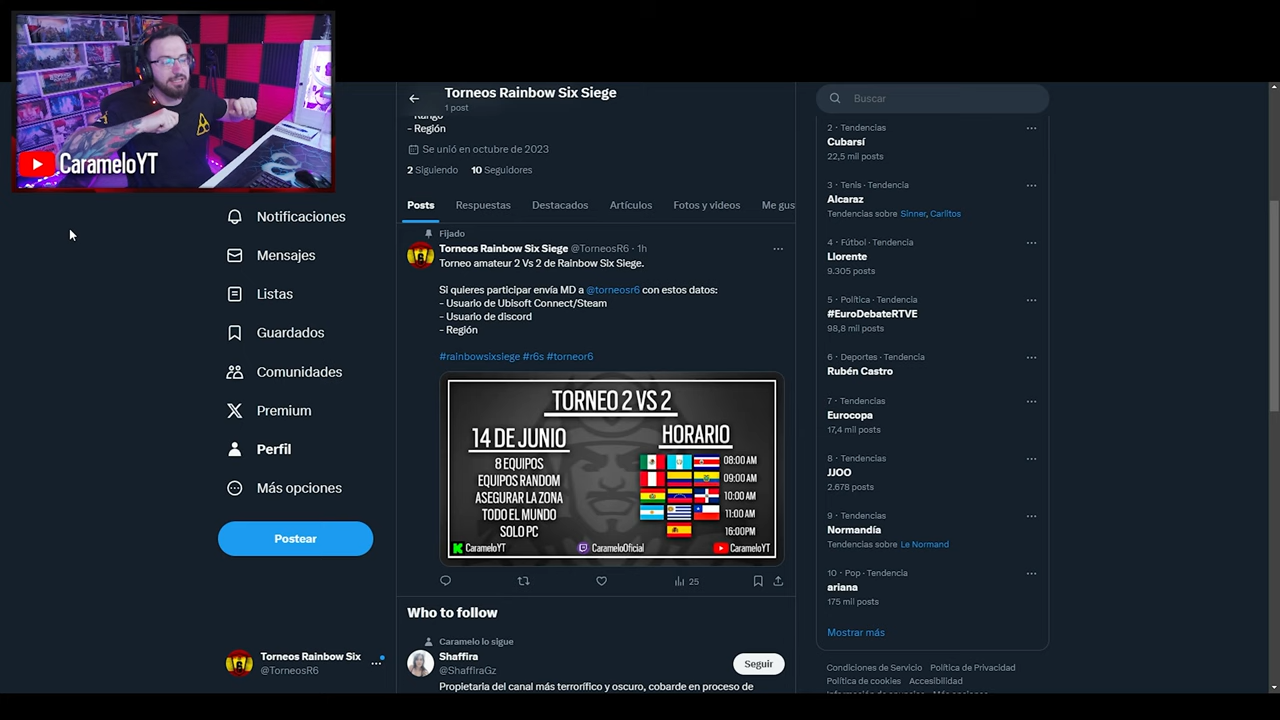 CarameloYT
Notificaciones
Mensajes
Listas
Guardados
Comunidades
Premium
Perfil
Más opciones
Postear
Torneos Rainbow Six
@TorneosR6
Torneos Rainbow Six Siege
1 post
- Rango
- Región
Se unió en octubre de 2023
2 Siguiendo 10 Seguidores
Posts Respuestas Destacados Artículos Fotos y videos Me gus
Fijado
Torneos Rainbow Six Siege @TorneosR6 · 1h
Torneo amateur 2 Vs 2 de Rainbow Six Siege.
Si quieres participar envía MD a @torneosr6 con estos datos:
- Usuario de Ubisoft Connect/Steam
- Usuario de discord
- Región
#rainbowsixsiege #r6s #torneor6
TORNEO 2 VS 2
14 DE JUNIO
8 EQUIPOS
EQUIPOS RANDOM
ASEGURAR LA ZONA
TODO EL MUNDO
SOLO PC
HORARIO
08:00 AM
09:00 AM
10:00 AM
11:00 AM
16:00PM
CarameloYT CarameloOficial CarameloYT
25
Who to follow
Caramelo lo sigue
Shaffira
@ShaffiraGz
Seguir
Propietaria del canal más terrorífico y oscuro, cobarde en proceso de
Buscar
2 · Tendencias
Cubarsí
22,5 mil posts
3 · Tenis · Tendencia
Alcaraz
Tendencias sobre Sinner, Carlitos
4 · Fútbol · Tendencia
Llorente
9.305 posts
5 · Política · Tendencia
#EuroDebateRTVE
98,8 mil posts
6 · Deportes · Tendencia
Rubén Castro
7 · Tendencias
Eurocopa
17,4 mil posts
8 · Tendencias
JJOO
2.678 posts
9 · Tendencias
Normandía
Tendencias sobre Le Normand
10 · Pop · Tendencia
ariana
175 mil posts
Mostrar más
Condiciones de Servicio Política de Privacidad
Política de cookies Accesibilidad